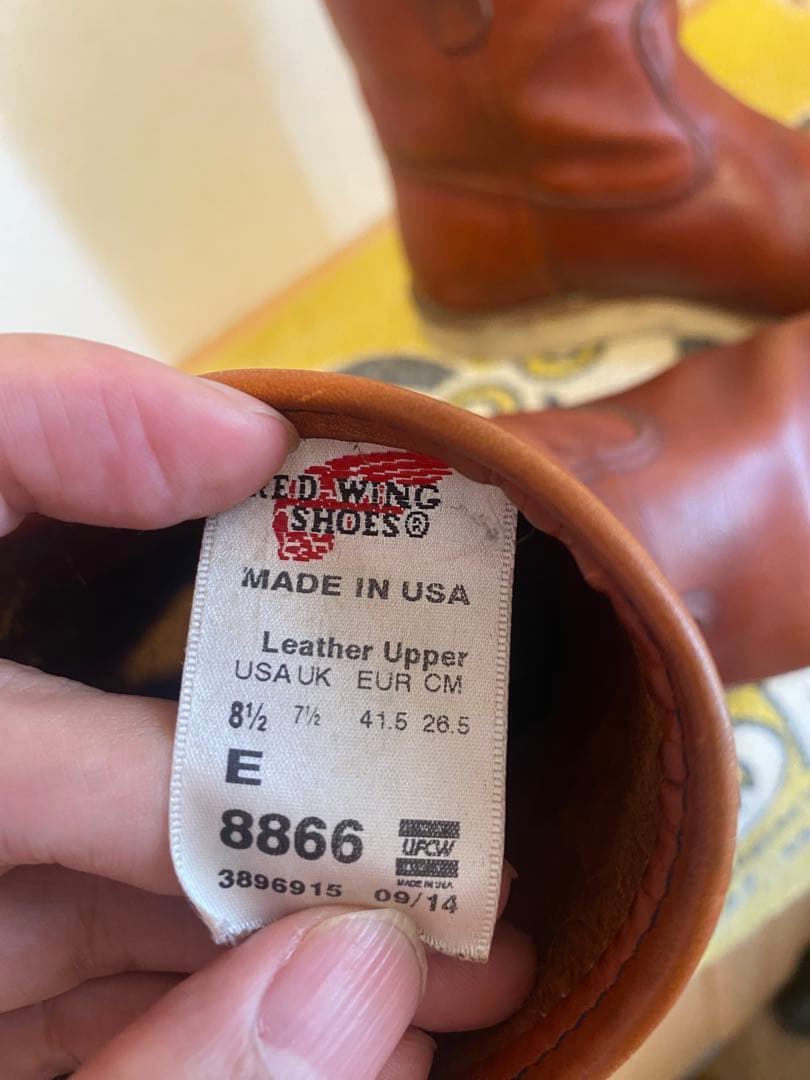 RED WING
SHOES®
MADE IN USA
Leather Upper
USA UK EUR CM
8½ 7½ 41.5 26.5
E
8866
UFCW
MADE IN USA
3896915 09/14